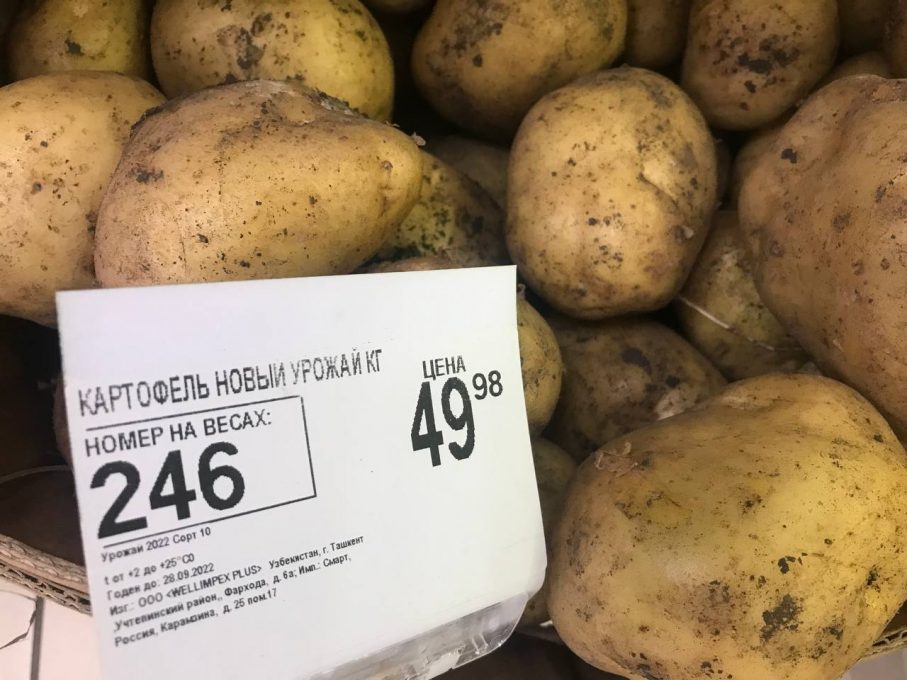 КАРТОФЕЛЬ НОВЫЙ УРОЖАЙ КГ
ЦЕНА
49 98
НОМЕР НА ВЕСАХ:
246
Урожай 2022 Сорт 10
t от +2 до +25°C0
Годен до: 28.09.2022
Изг.: ООО <WELLIMPEX PLUS> Узбекистан, г. Ташкент
,Учтепинский район,, Фархода, д. 6а; Имп.: Смарт,
Россия, Карамзина, д. 25 пом.17